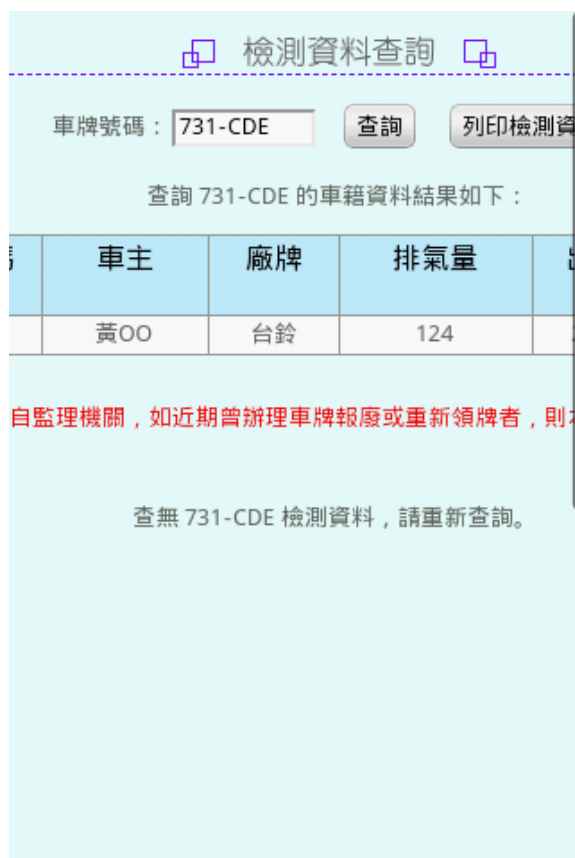 檢測資料查詢
車牌號碼：731-CDE 查詢 列印檢測
查詢 731-CDE 的車籍資料結果如下：
車主 廠牌 排氣量
黃OO 台鈴 124
自監理機關，如近期曾辦理車牌報廢或重新領牌者，則
查無 731-CDE 檢測資料，請重新查詢。